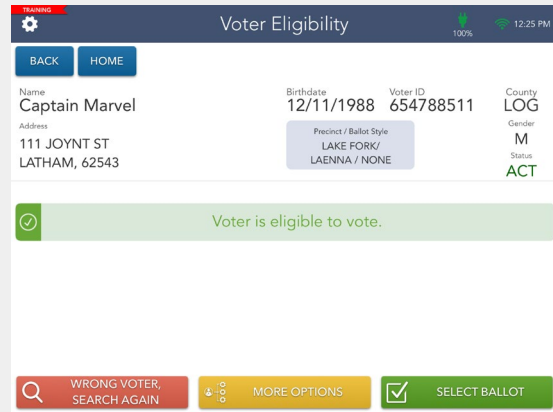 TRAINING
Voter Eligibility
100%
12:25 PM
BACK
HOME
Name
Captain Marvel
Birthdate
12/11/1988
Voter ID
654788511
County
LOG
Address
111 JOYNT ST
LATHAM, 62543
Precinct / Ballot Style
LAKE FORK/
LAENNA / NONE
Gender
M
Status
ACT
Voter is eligible to vote.
WRONG VOTER,
SEARCH AGAIN
MORE OPTIONS
SELECT BALLOT